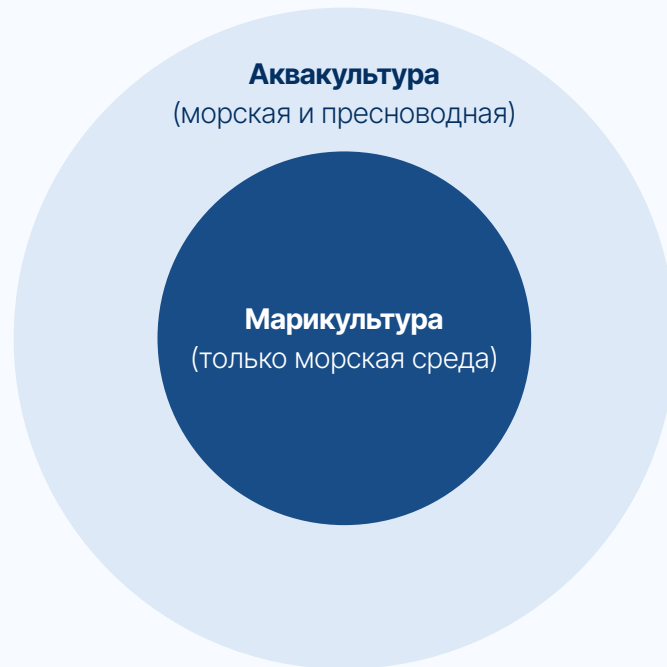 Аквакультура
(морская и пресноводная)
Марикультура
(только морская среда)